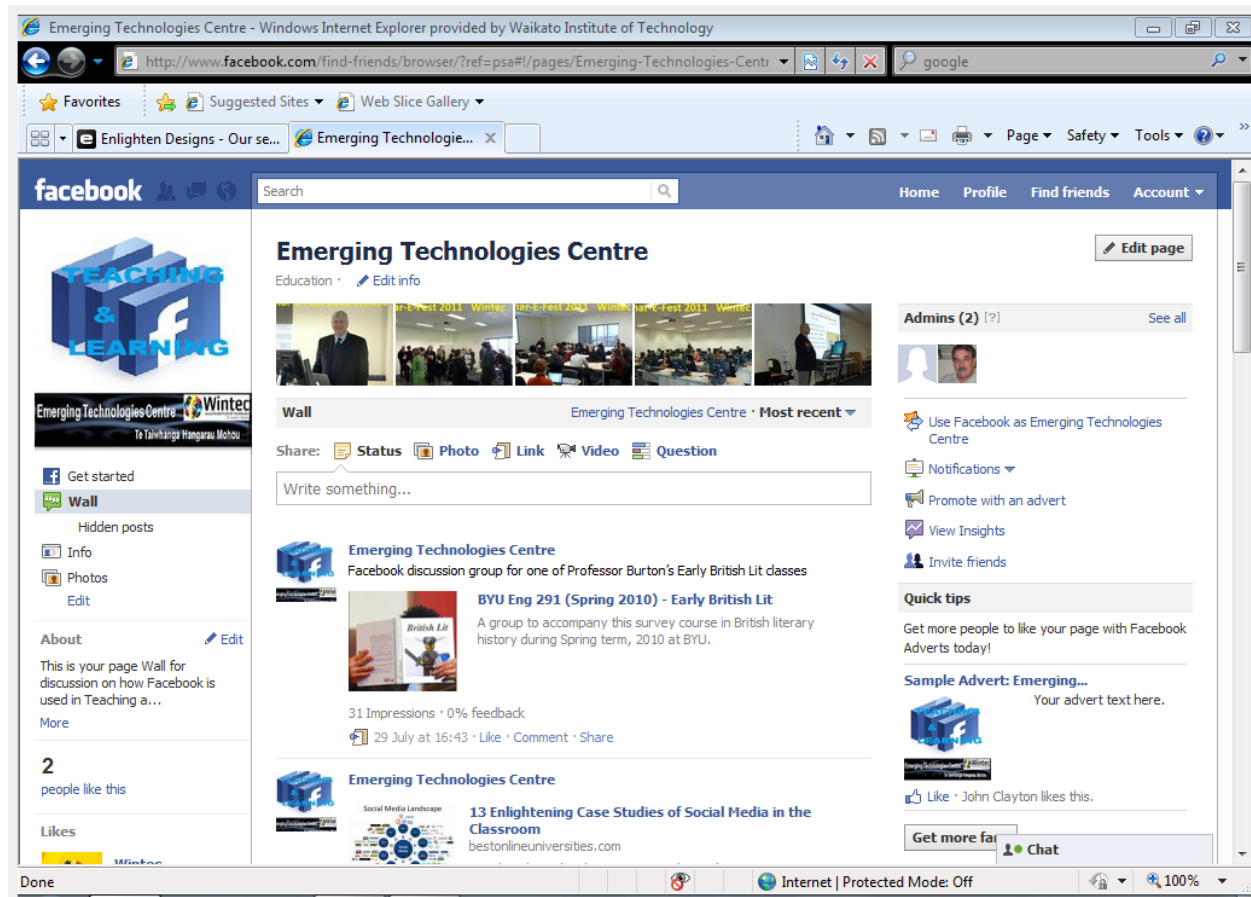 Emerging Technologies Centre - Windows Internet Explorer provided by Waikato Institute of Technology
http://www.facebook.com/find-friends/browser/?ref=psa#!/pages/Emerging-Technologies-Centr
google
Favorites Suggested Sites Web Slice Gallery
Enlighten Designs - Our se... Emerging Technologie... X Page Safety Tools
facebook Search Home Profile Find friends Account
TEACHING
&
LEARNING
Emerging Technologies Centre Wintec
Te Taiwhanga Hangarau Mohou
Get started
Wall
Hidden posts
Info
Photos
Edit
About Edit
This is your page Wall for
discussion on how Facebook is
used in Teaching a...
More
2
people like this
Likes
Wintec
Emerging Technologies Centre
Education · Edit info
Edit page
Wall Emerging Technologies Centre · Most recent
Share: Status Photo Link Video Question
Write something...
Emerging Technologies Centre
Facebook discussion group for one of Professor Burton's Early British Lit classes
British Lit
BYU Eng 291 (Spring 2010) - Early British Lit
A group to accompany this survey course in British literary
history during Spring term, 2010 at BYU.
31 Impressions · 0% feedback
29 July at 16:43 · Like · Comment · Share
Emerging Technologies Centre
Social Media Landscape
13 Enlightening Case Studies of Social Media in the
Classroom
bestonlineuniversities.com
Admins (2) [?] See all
Use Facebook as Emerging Technologies
Centre
Notifications
Promote with an advert
View Insights
Invite friends
Quick tips
Get more people to like your page with Facebook
Adverts today!
Sample Advert: Emerging...
Your advert text here.
Like · John Clayton likes this.
Get more fan
Chat
Done Internet | Protected Mode: Off 100%